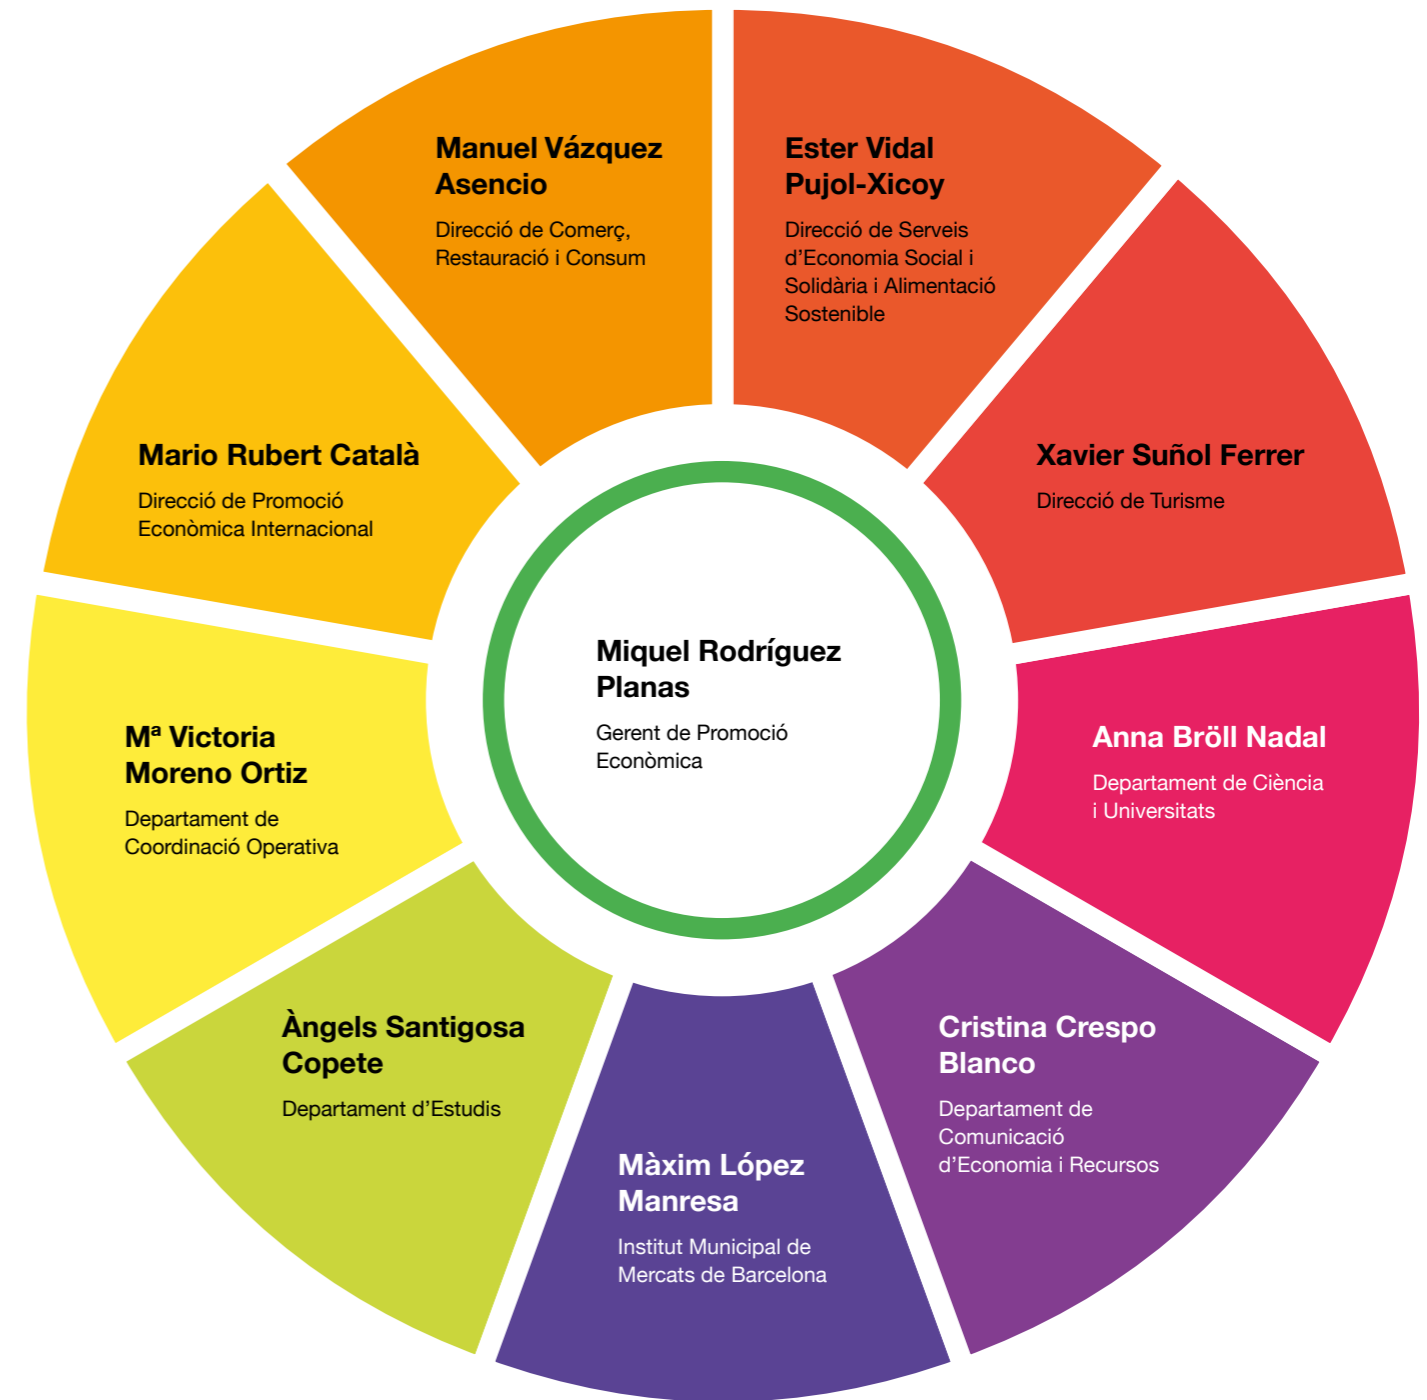 Manuel Vázquez
Asencio
Direcció de Comerç,
Restauració i Consum
Ester Vidal
Pujol-Xicoy
Direcció de Serveis
d’Economia Social i
Solidària i Alimentació
Sostenible
Mario Rubert Català
Direcció de Promoció
Econòmica Internacional
Xavier Suñol Ferrer
Direcció de Turisme
Miquel Rodríguez
Planas
Gerent de Promoció
Econòmica
Mª Victoria
Moreno Ortiz
Departament de
Coordinació Operativa
Anna Bröll Nadal
Departament de Ciència
i Universitats
Àngels Santigosa
Copete
Departament d’Estudis
Cristina Crespo
Blanco
Departament de
Comunicació
d’Economia i Recursos
Màxim López
Manresa
Institut Municipal de
Mercats de Barcelona